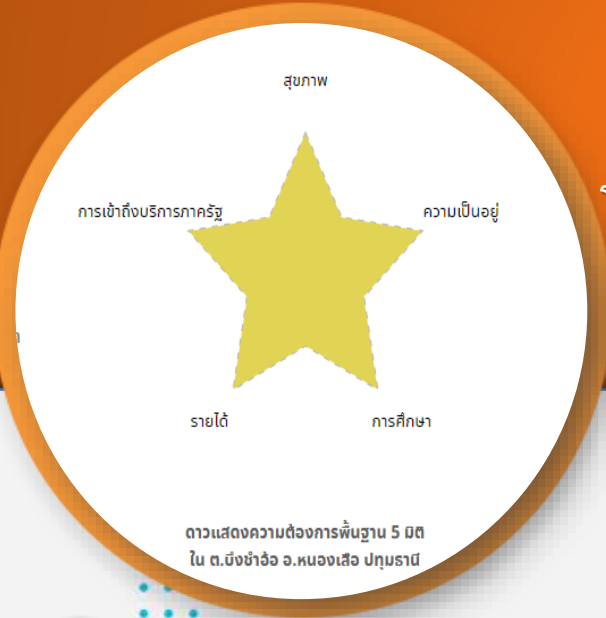 สุขภาพ
การเข้าถึงบริการภาครัฐ
ความเป็นอยู่
รายได้
การศึกษา
ดาวแสดงความต้องการพื้นฐาน 5 มิติ
ใน ต.บึงชำอ้อ อ.หนองเสือ ปทุมธานี